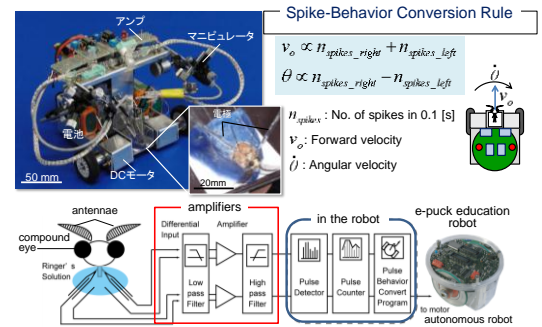 アンプ
マニピュレータ
電極
電池
20mm
50 mm
DCモータ
Spike-Behavior Conversion Rule
v_o ∝ n_spikes_right + n_spikes_left
θ ∝ n_spikes_right − n_spikes_left
θ̇
v_o
n_spikes : No. of spikes in 0.1 [s]
v_o : Forward velocity
θ̇ : Angular velocity
antennae
compound
eye
Ringer's
Solution
amplifiers
Differential
Input
Amplifier
Low
pass
Filter
High
pass
Filter
in the robot
Pulse
Detector
Pulse
Counter
Pulse
Behavior
Convert
Program
e-puck education
robot
to motor
autonomous robot